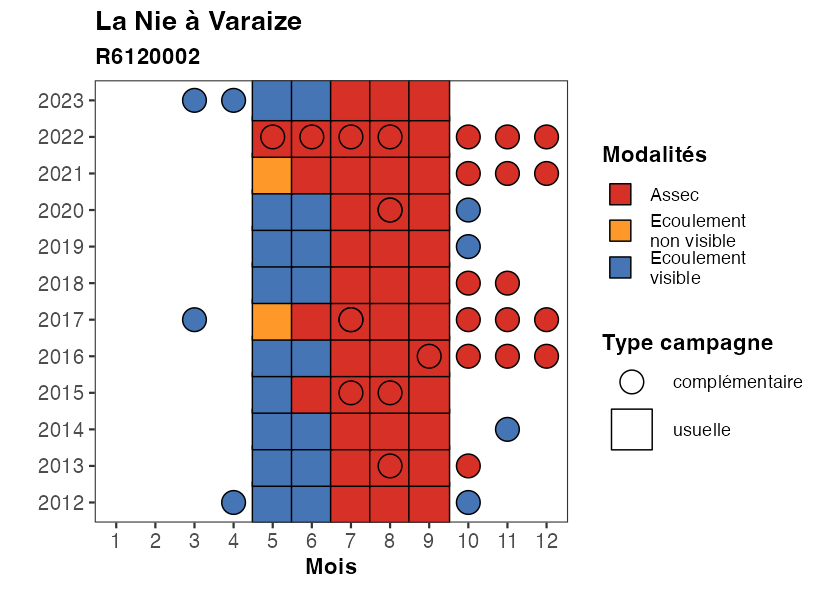 La Nie à Varaize
R6120002
2023
2022
2021
2020
2019
2018
2017
2016
2015
2014
2013
2012
1 2 3 4 5 6 7 8 9 10 11 12
Mois
Modalités
Assec
Ecoulement
non visible
Ecoulement
visible
Type campagne
complémentaire
usuelle